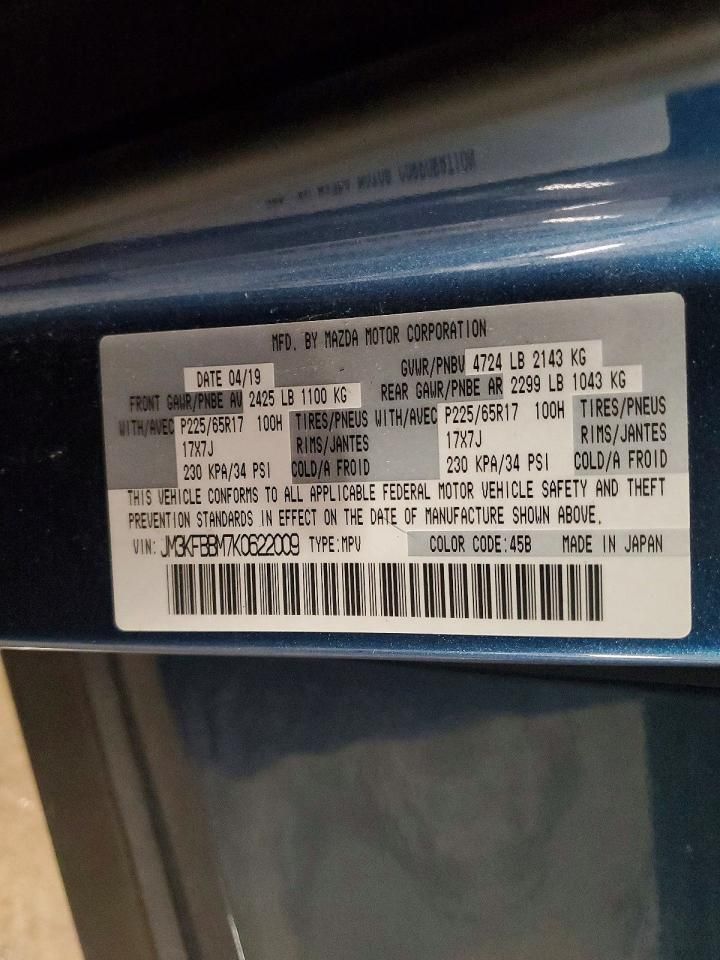 MFD. BY MAZDA MOTOR CORPORATION
DATE 04/19 GVWR/PNBV 4724 LB 2143 KG
FRONT GAWR/PNBE AV 2425 LB 1100 KG REAR GAWR/PNBE AR 2299 LB 1043 KG
WITH/AVEC P225/65R17 100H TIRES/PNEUS WITH/AVEC P225/65R17 100H TIRES/PNEUS
17X7J RIMS/JANTES 17X7J RIMS/JANTES
230 KPA/34 PSI COLD/A FROID 230 KPA/34 PSI COLD/A FROID
THIS VEHICLE CONFORMS TO ALL APPLICABLE FEDERAL MOTOR VEHICLE SAFETY AND THEFT
PREVENTION STANDARDS IN EFFECT ON THE DATE OF MANUFACTURE SHOWN ABOVE.
VIN: JM3KFBBM7K0622009 TYPE:MPV COLOR CODE:45B MADE IN JAPAN